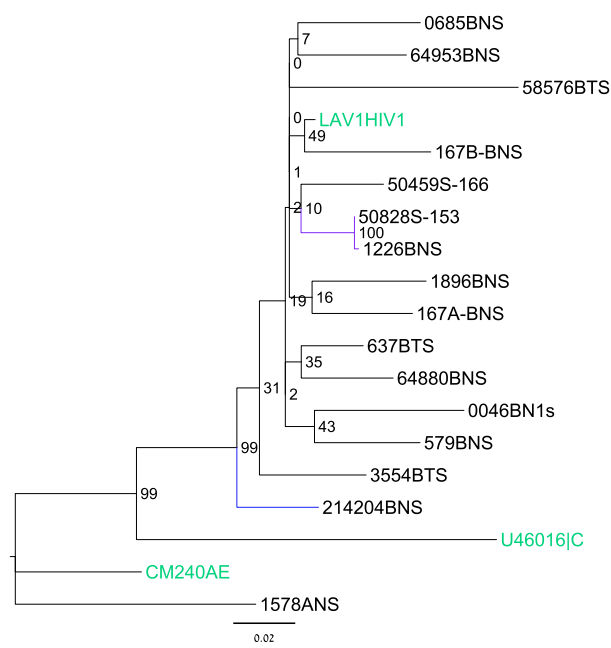 0685BNS
7
64953BNS
0
58576BTS
0
LAV1HIV1
49
167B-BNS
1
50459S-166
2
10
50828S-153
100
1226BNS
1896BNS
19
16
167A-BNS
637BTS
35
64880BNS
31
2
0046BN1s
43
579BNS
99
3554BTS
99
214204BNS
U46016|C
CM240AE
1578ANS
0.02